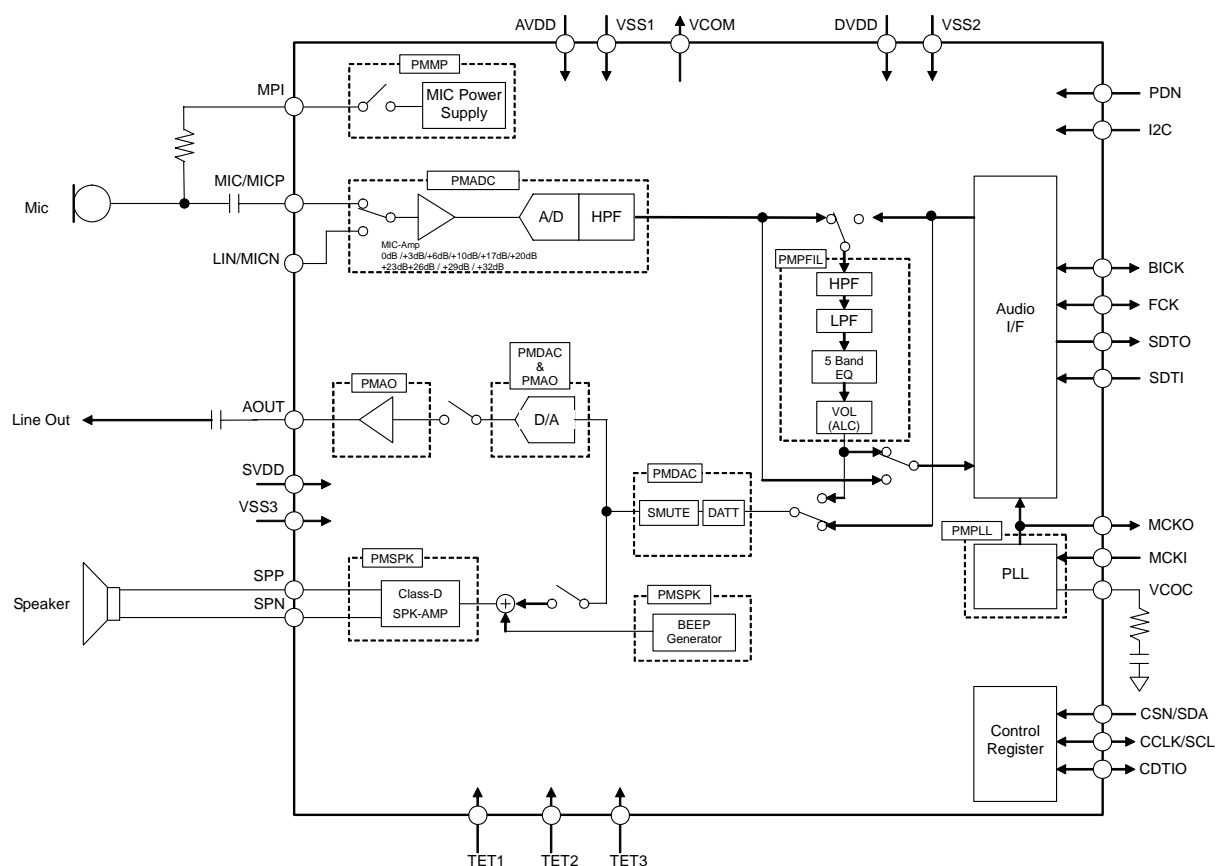 AVDD
VSS1
VCOM
DVDD
VSS2
PMMP
MPI
MIC Power
Supply
PDN
I2C
MIC/MICP
PMADC
Mic
A/D
HPF
MIC-Amp
0dB /+3dB/+6dB/+10dB/+17dB/+20dB
+23dB+26dB / +29dB / +32dB
LIN/MICN
PMPFIL
HPF
LPF
5 Band
EQ
VOL
(ALC)
Audio
I/F
BICK
FCK
SDTO
SDTI
PMDAC
&
PMAO
PMAO
AOUT
D/A
Line Out
SVDD
VSS3
PMDAC
SMUTE
DATT
PMPLL
PLL
MCKO
MCKI
VCOC
PMSPK
SPP
SPN
Speaker
Class-D
SPK-AMP
PMSPK
BEEP
Generator
Control
Register
CSN/SDA
CCLK/SCL
CDTIO
TET1
TET2
TET3